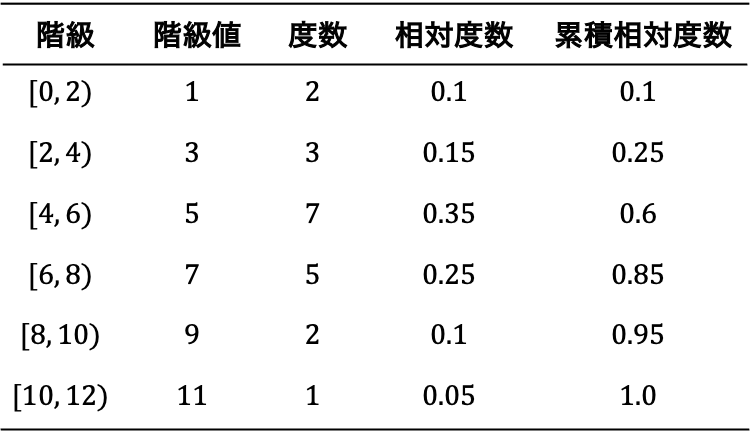 階級 階級値 度数 相対度数 累積相対度数
[0, 2) 1 2 0.1 0.1
[2, 4) 3 3 0.15 0.25
[4, 6) 5 7 0.35 0.6
[6, 8) 7 5 0.25 0.85
[8, 10) 9 2 0.1 0.95
[10, 12) 11 1 0.05 1.0